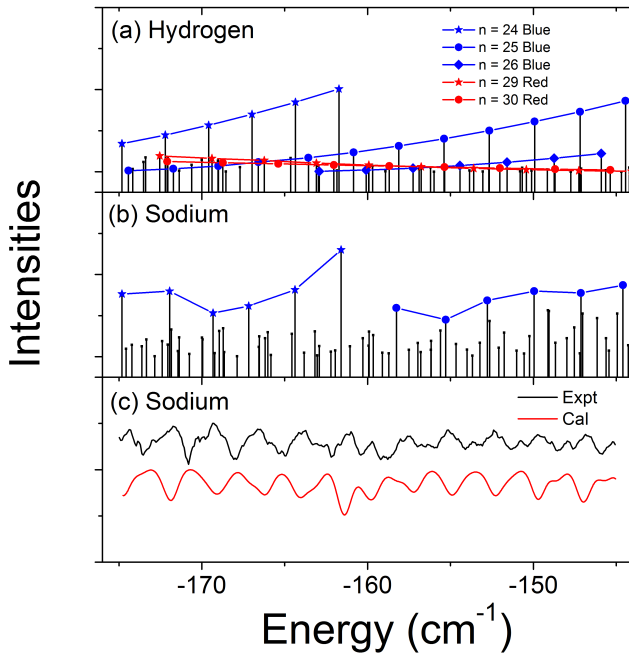 (a) Hydrogen
n = 24 Blue
n = 25 Blue
n = 26 Blue
n = 29 Red
n = 30 Red
(b) Sodium
(c) Sodium
Expt
Cal
Intensities
-170
-160
-150
Energy (cm⁻¹)